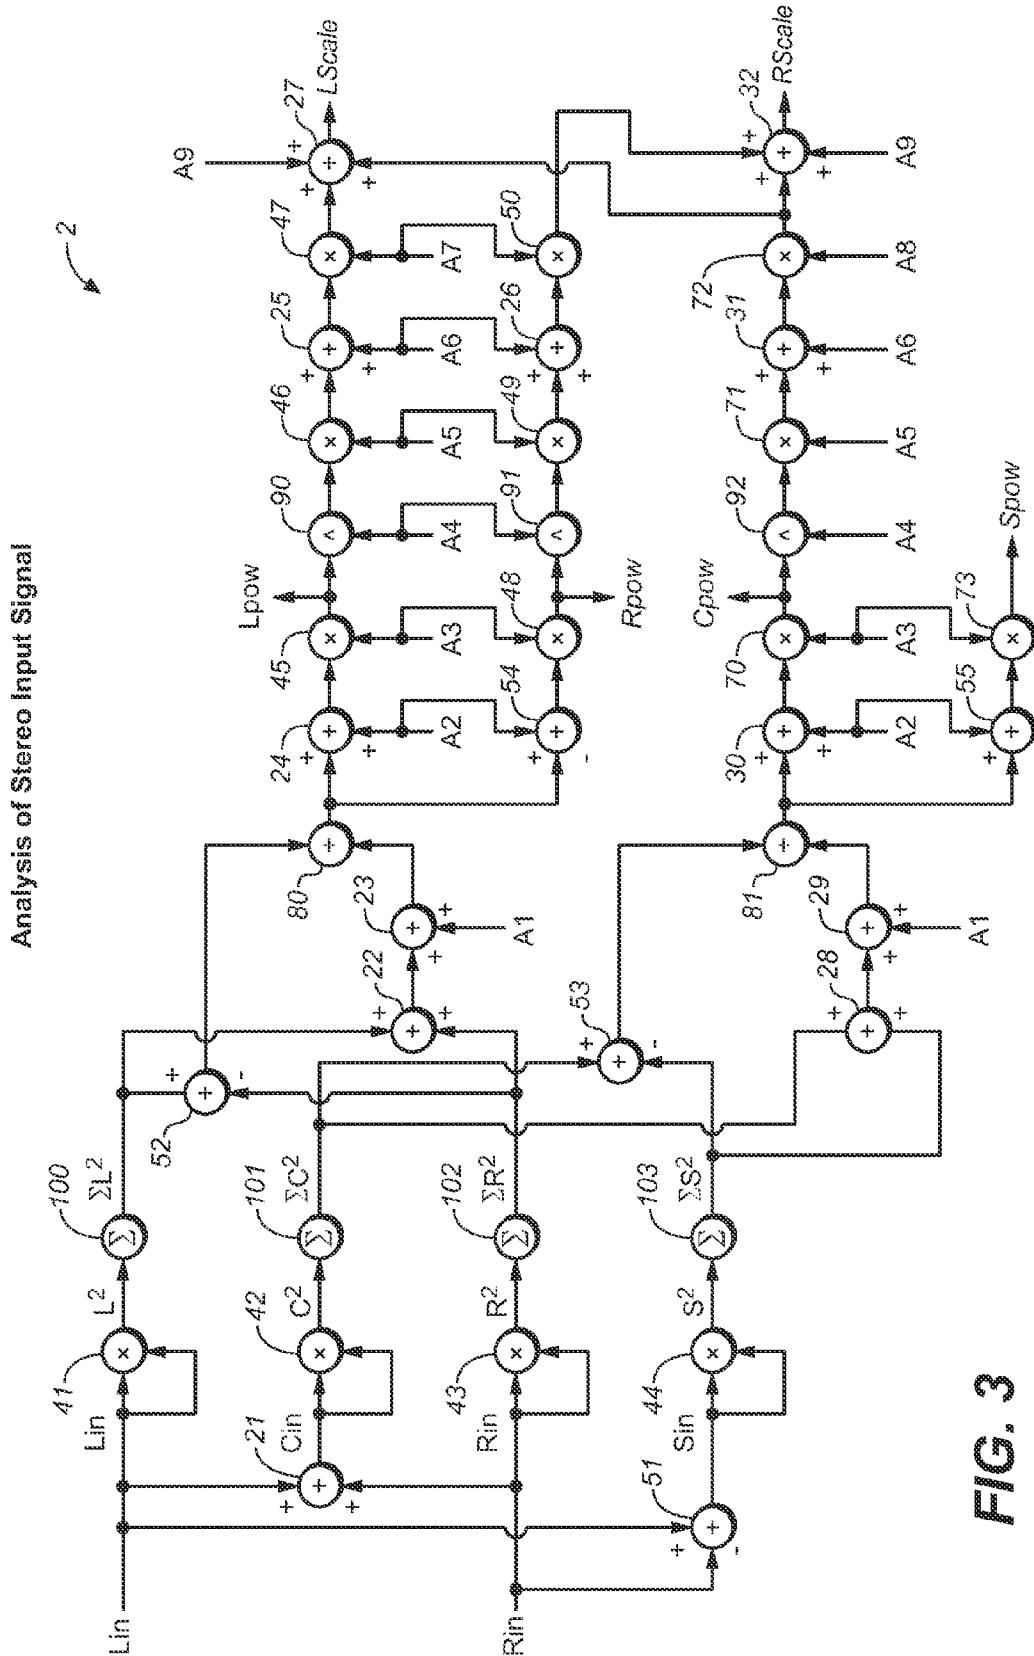 Analysis of Stereo Input Signal
2
A9
27
LScale
47
25
46
90
Lpow
45
24
80
A7
A6
A5
A4
A3
A2
50
26
49
91
48
54
Rpow
23
22
A1
52
100
ΣL²
L²
41
Lin
Lin
101
ΣC²
C²
42
Cin
21
102
ΣR²
R²
43
Rin
Rin
103
ΣS²
S²
44
Sin
51
53
32
RScale
A9
72
A8
31
A6
71
A5
92
A4
Cpow
70
A3
30
A2
Spow
73
55
81
29
28
A1
FIG. 3